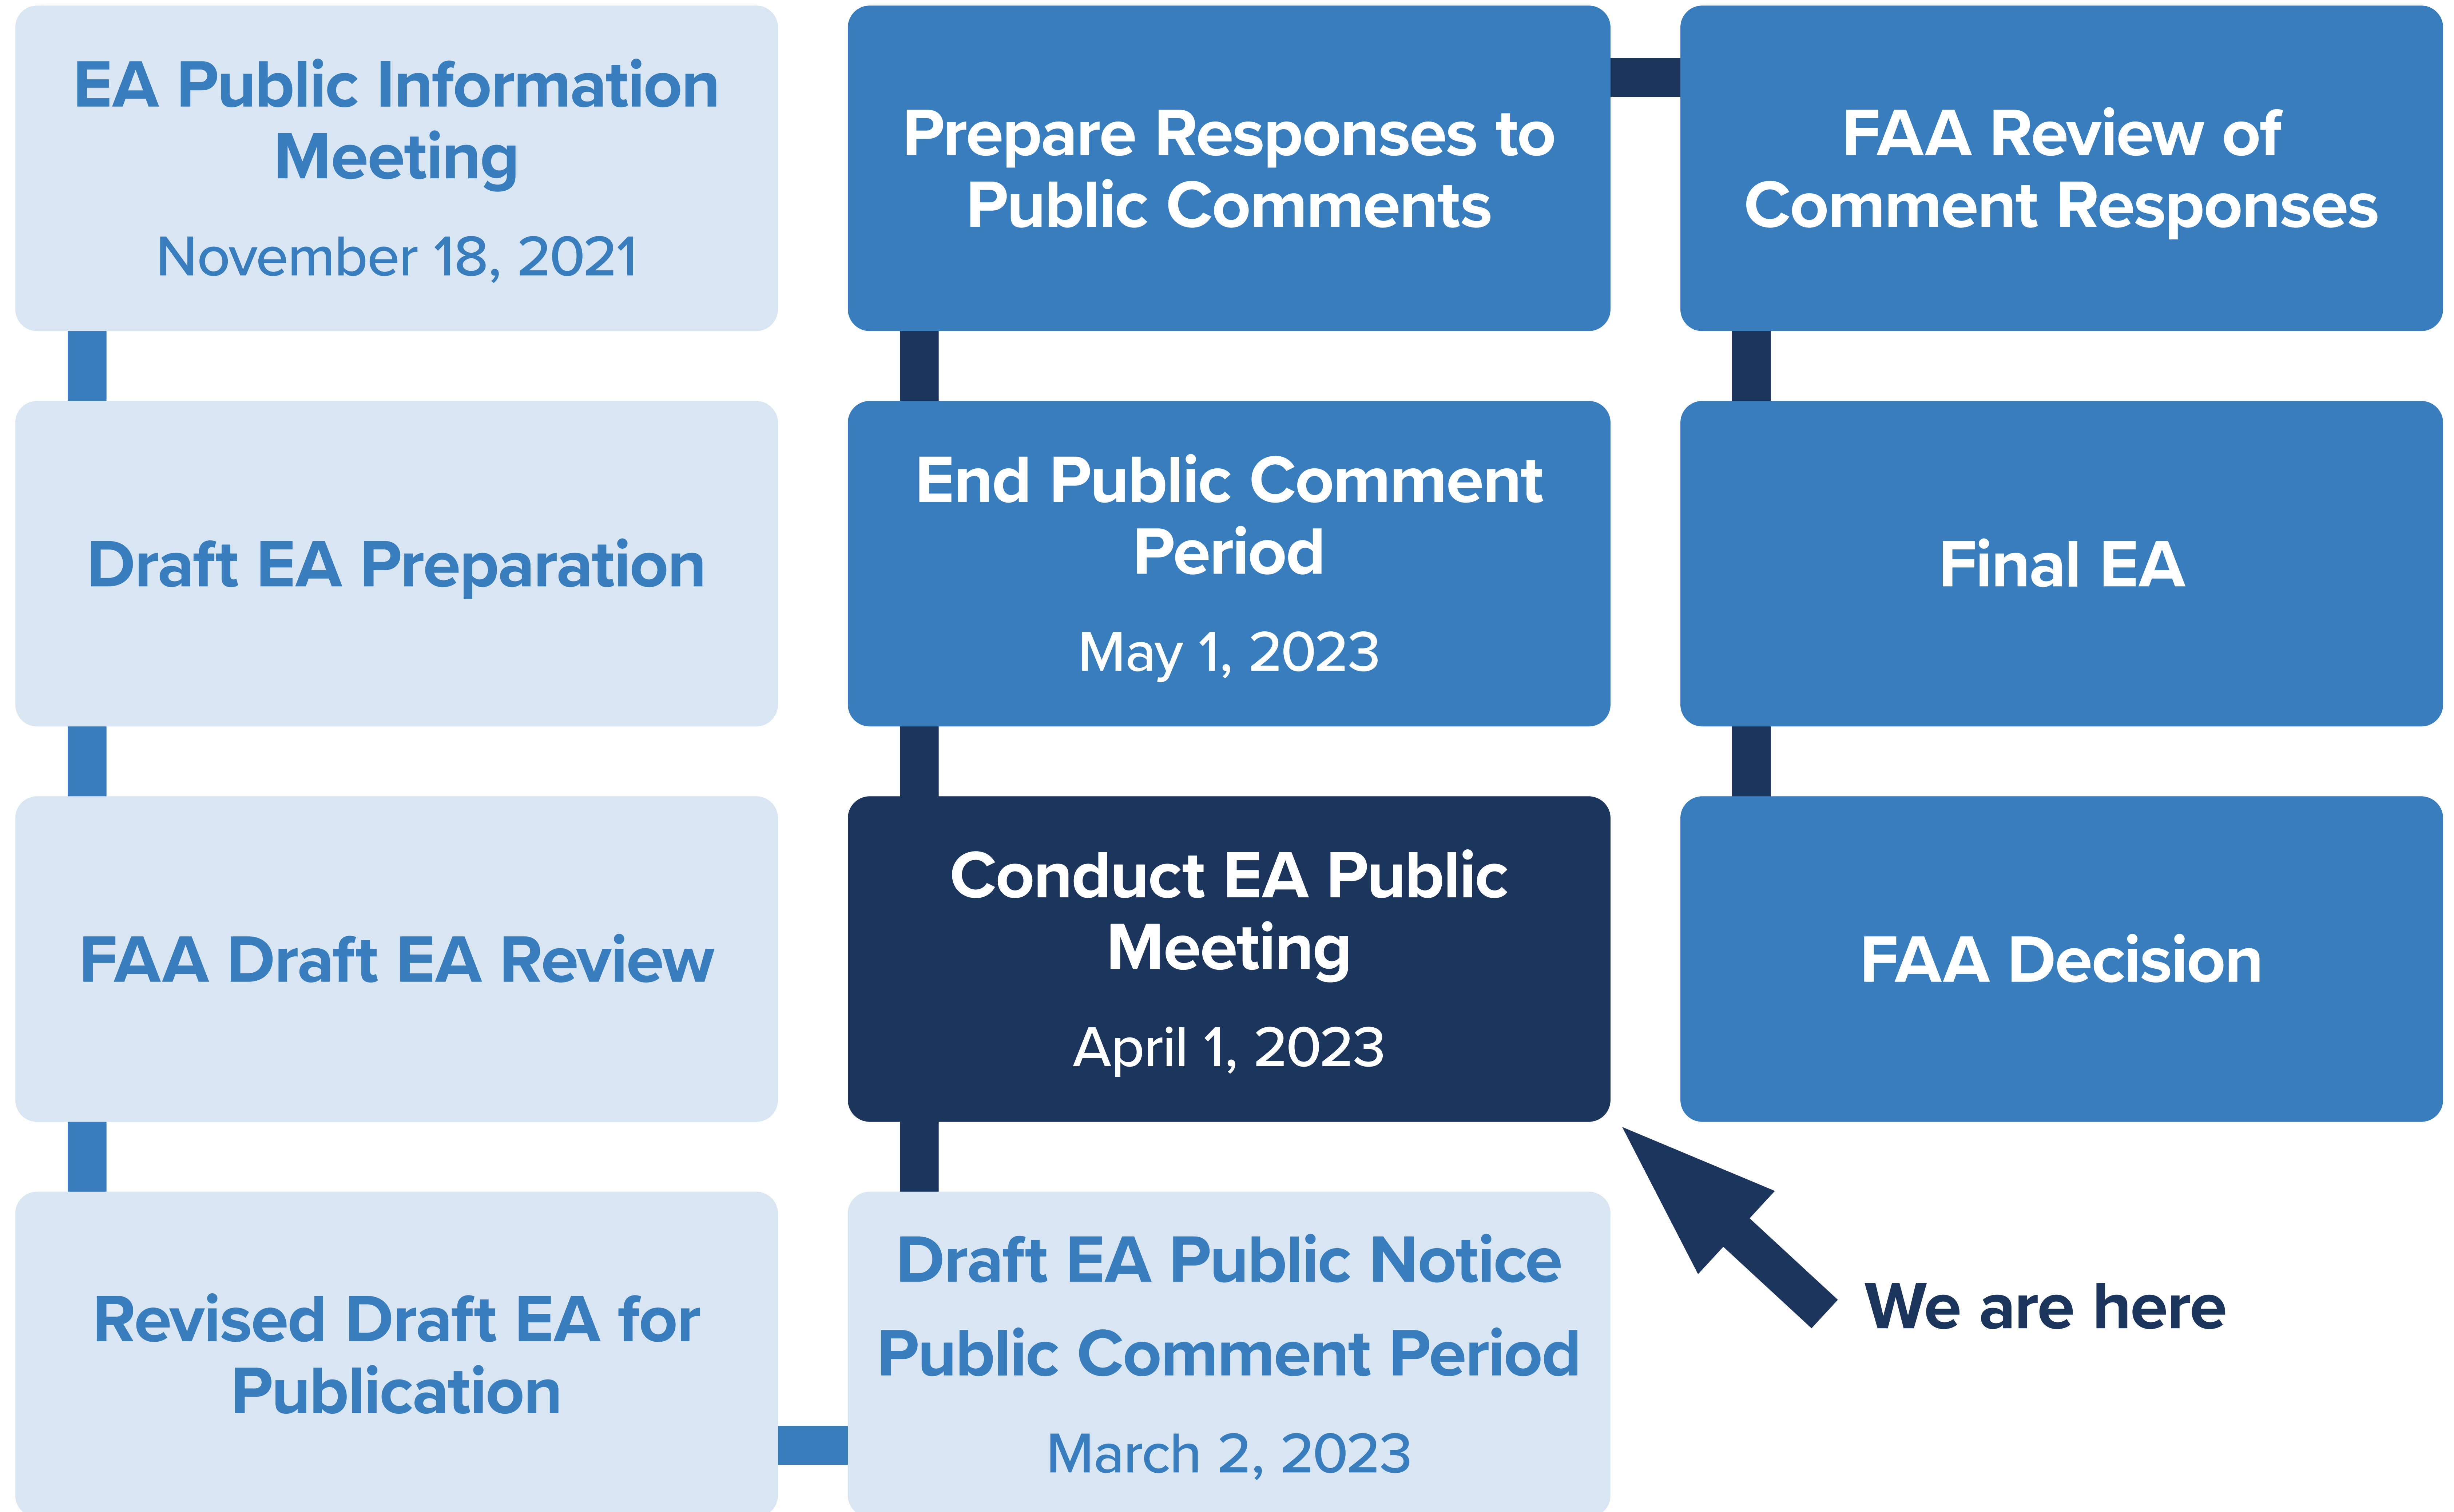 EA Public Information
Meeting
November 18, 2021
Draft EA Preparation
FAA Draft EA Review
Revised Draft EA for
Publication
Draft EA Public Notice
Public Comment Period
March 2, 2023
Conduct EA Public
Meeting
April 1, 2023
We are here
End Public Comment
Period
May 1, 2023
Prepare Responses to
Public Comments
FAA Review of
Comment Responses
Final EA
FAA Decision